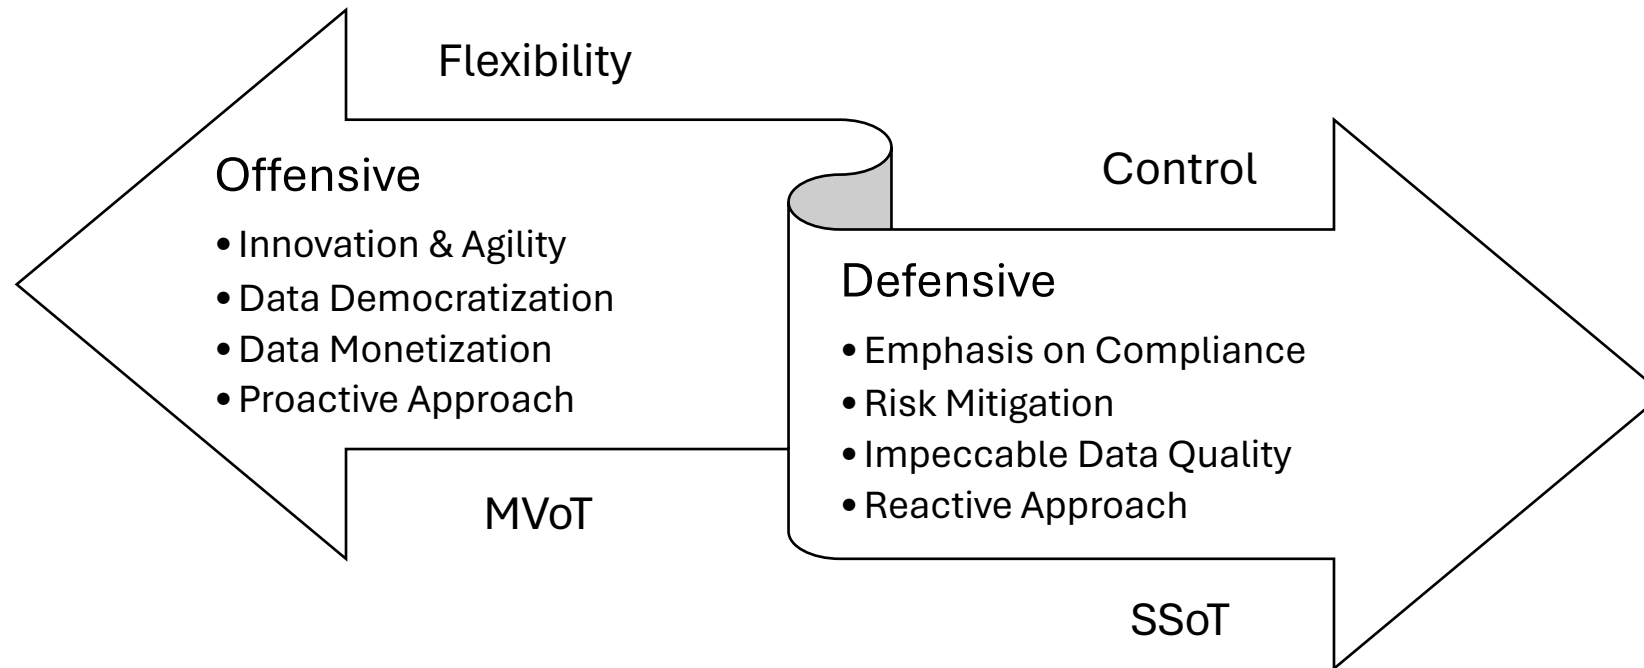 Flexibility
Offensive
• Innovation & Agility
• Data Democratization
• Data Monetization
• Proactive Approach
MVoT
Control
Defensive
• Emphasis on Compliance
• Risk Mitigation
• Impeccable Data Quality
• Reactive Approach
SSoT